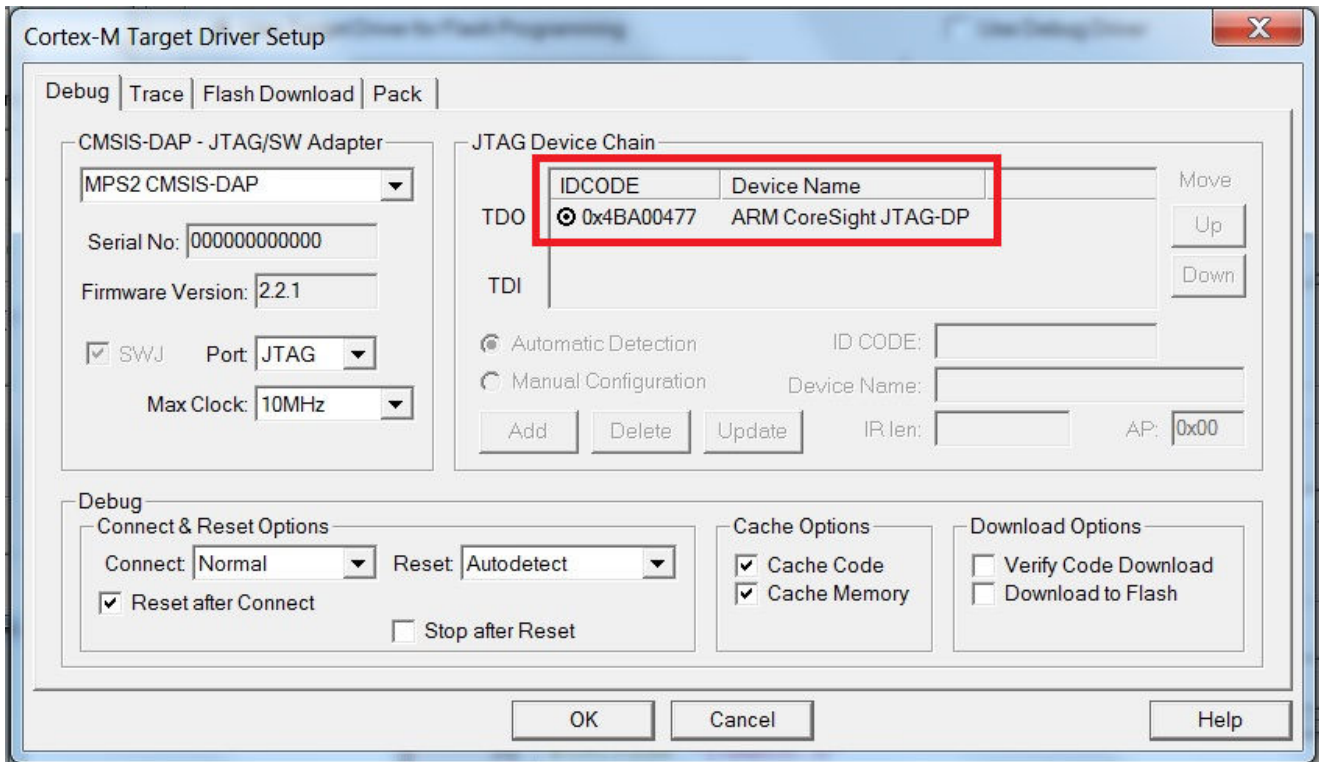 Cortex-M Target Driver Setup
Debug Trace Flash Download Pack
CMSIS-DAP - JTAG/SW Adapter
MPS2 CMSIS-DAP
Serial No: 000000000000
Firmware Version: 2.2.1
SWJ Port: JTAG
Max Clock: 10MHz
JTAG Device Chain
IDCODE Device Name
TDO 0x4BA00477 ARM CoreSight JTAG-DP
TDI
Move
Up
Down
Automatic Detection
Manual Configuration
ID CODE:
Device Name:
Add Delete Update IR len: AP: 0x00
Debug
Connect & Reset Options
Connect: Normal Reset: Autodetect
Reset after Connect
Stop after Reset
Cache Options
Cache Code
Cache Memory
Download Options
Verify Code Download
Download to Flash
OK Cancel Help